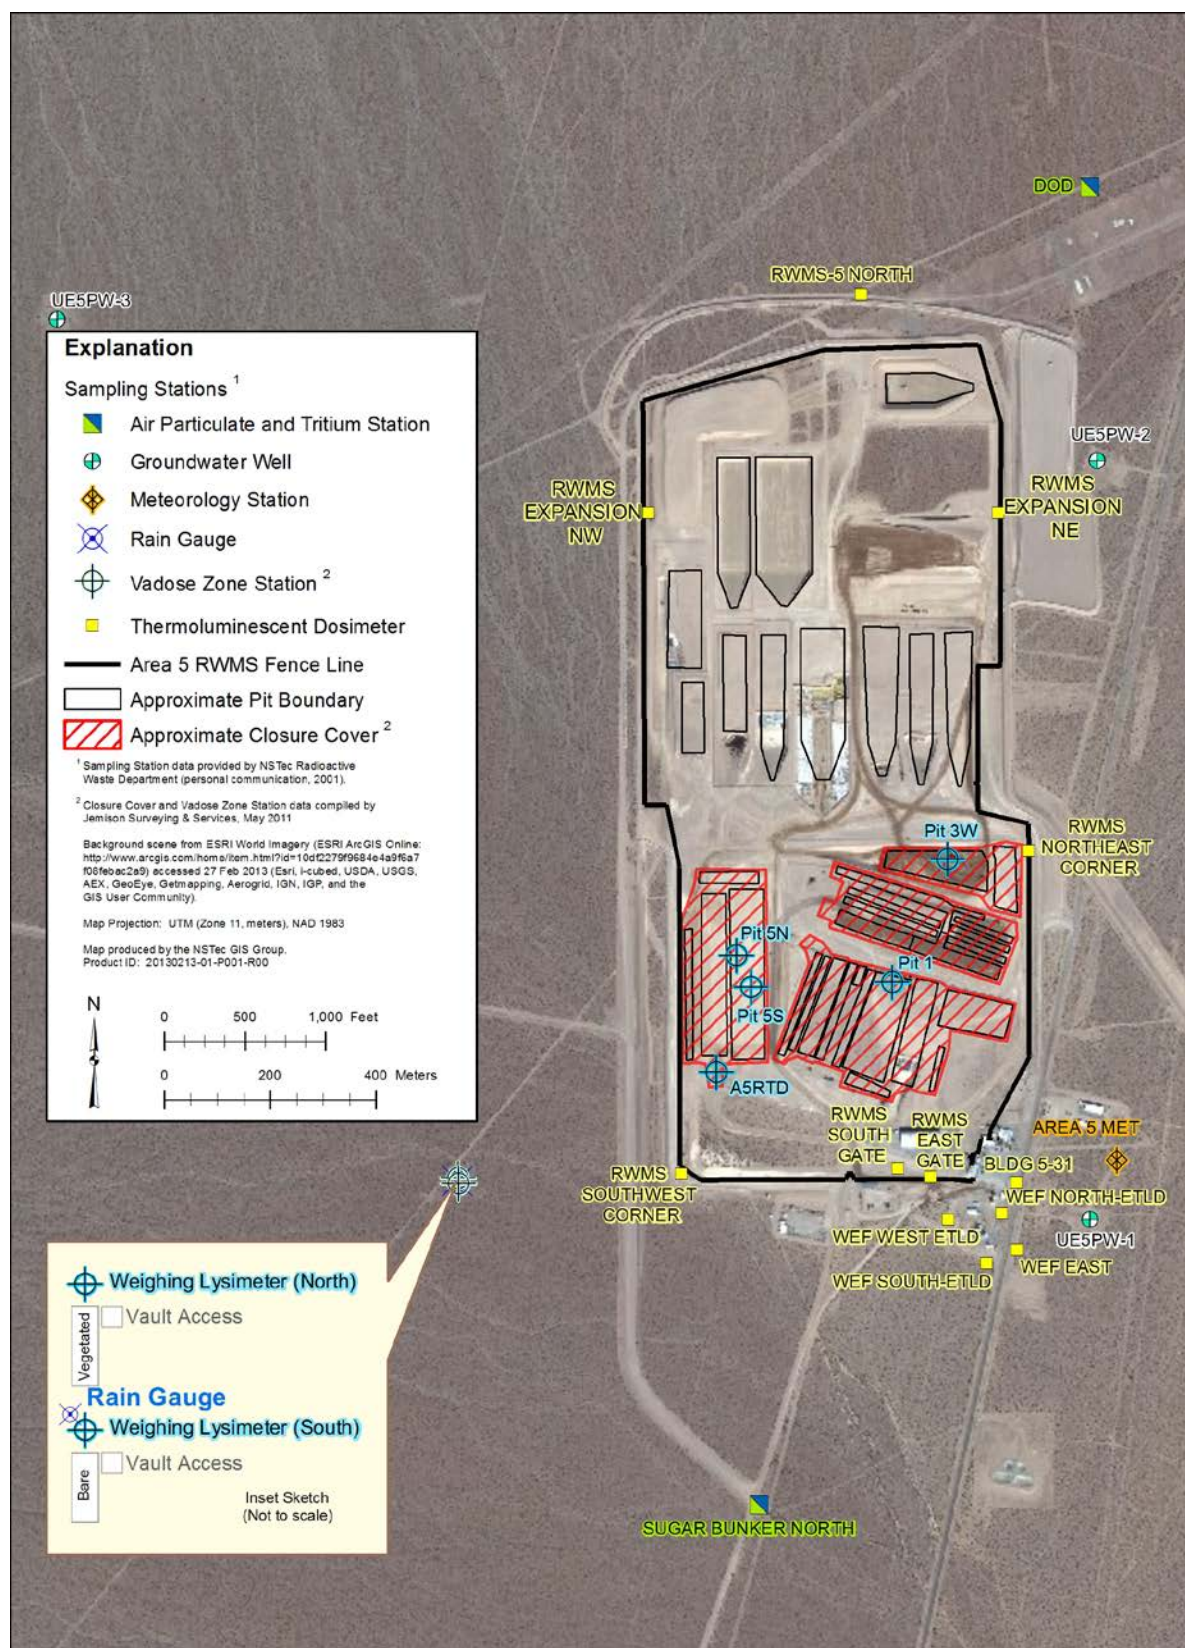 DOD
RWMS-5 NORTH
UE5PW-3
Explanation
Sampling Stations 1
Air Particulate and Tritium Station
Groundwater Well
Meteorology Station
Rain Gauge
Vadose Zone Station 2
Thermoluminescent Dosimeter
Area 5 RWMS Fence Line
Approximate Pit Boundary
Approximate Closure Cover 2
1 Sampling Station data provided by NSTec Radioactive
Waste Department (personal communication, 2001).
2 Closure Cover and Vadose Zone Station data compiled by
Jemison Surveying & Services, May 2011
Background scene from ESRI World Imagery (ESRI ArcGIS Online:
http://www.arcgis.com/home/item.html?id=10df2279f9684e4a9f6a7
f08febac2a9) accessed 27 Feb 2013 (Esri, i-cubed, USDA, USGS,
AEX, GeoEye, Getmapping, Aerogrid, IGN, IGP, and the
GIS User Community).
Map Projection: UTM (Zone 11, meters), NAD 1983
Map produced by the NSTec GIS Group.
Product ID: 20130213-01-P001-R00
N
0 500 1,000 Feet
0 200 400 Meters
UE5PW-2
RWMS
EXPANSION
NW
RWMS
EXPANSION
NE
Pit 3W
RWMS
NORTHEAST
CORNER
Pit 5N
Pit 1
Pit 5S
A5RTD
RWMS
SOUTH
GATE
RWMS
EAST
GATE
AREA 5 MET
BLDG 5-31
RWMS
SOUTHWEST
CORNER
WEF NORTH-ETLD
WEF WEST ETLD
UE5PW-1
WEF SOUTH-ETLD
WEF EAST
Weighing Lysimeter (North)
Vault Access
Vegetated
Rain Gauge
Weighing Lysimeter (South)
Vault Access
Bare
Inset Sketch
(Not to scale)
SUGAR BUNKER NORTH